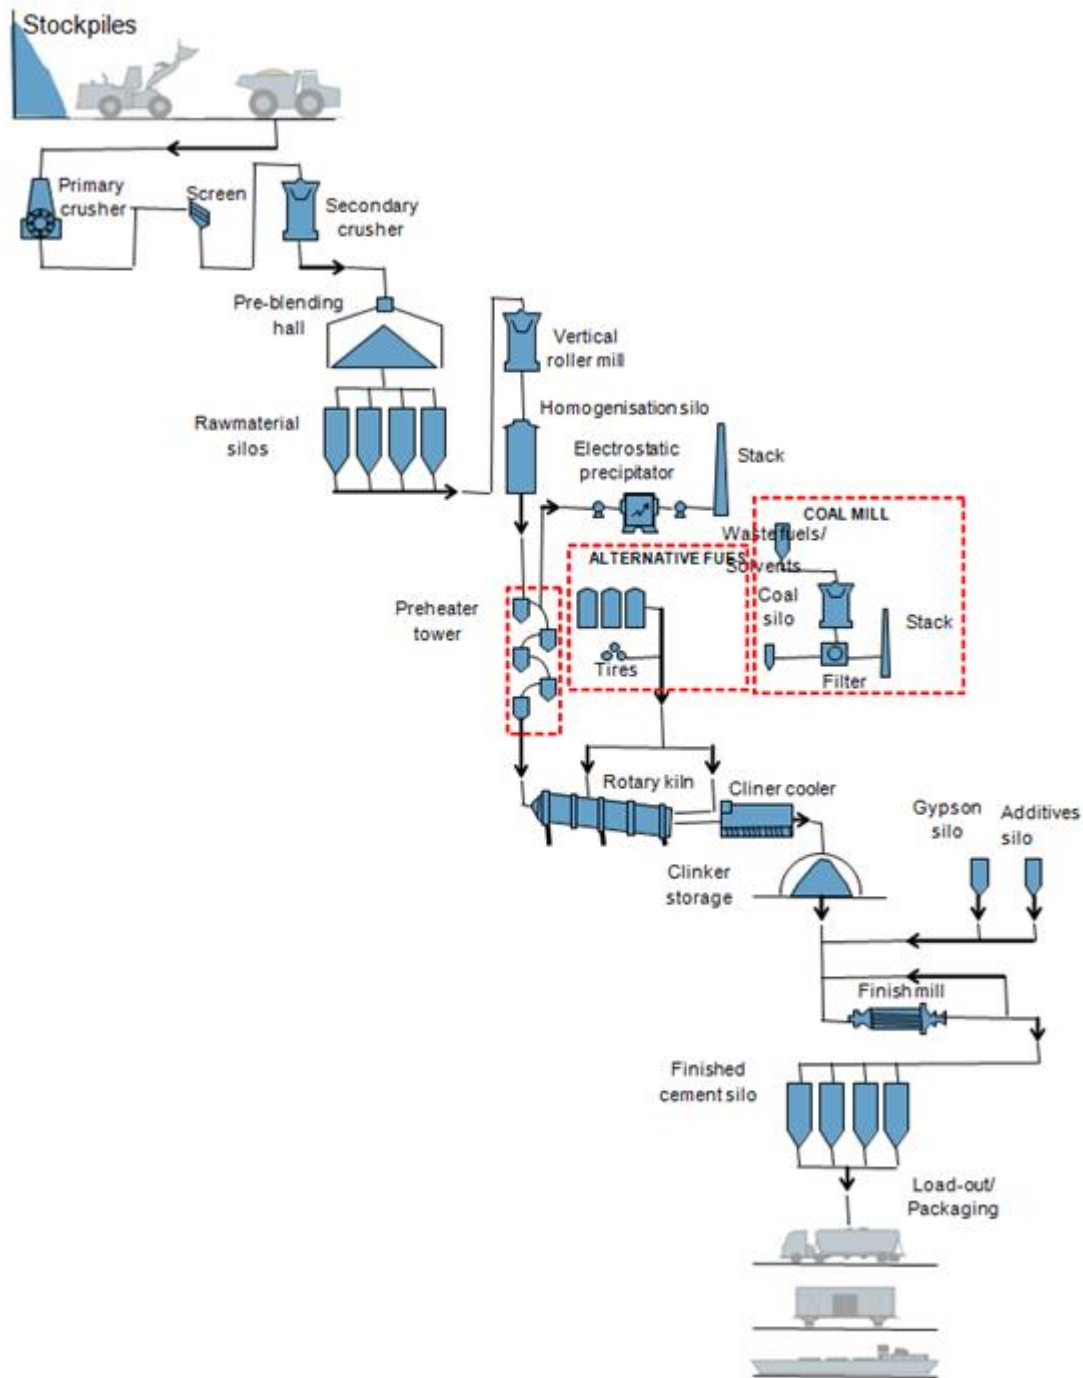 Stockpiles
Primary
crusher
Screen
Secondary
crusher
Pre-blending
hall
Vertical
roller mill
Rawmaterial
silos
Homogenisation silo
Electrostatic
precipitator
Stack
COAL MILL
Waste fuels/
Solvents
ALTERNATIVE FUES
Coal
silo
Stack
Filter
Preheater
tower
Tires
Rotary kiln
Cliner cooler
Gypson
silo
Additives
silo
Clinker
storage
Finish mill
Finished
cement silo
Load-out/
Packaging